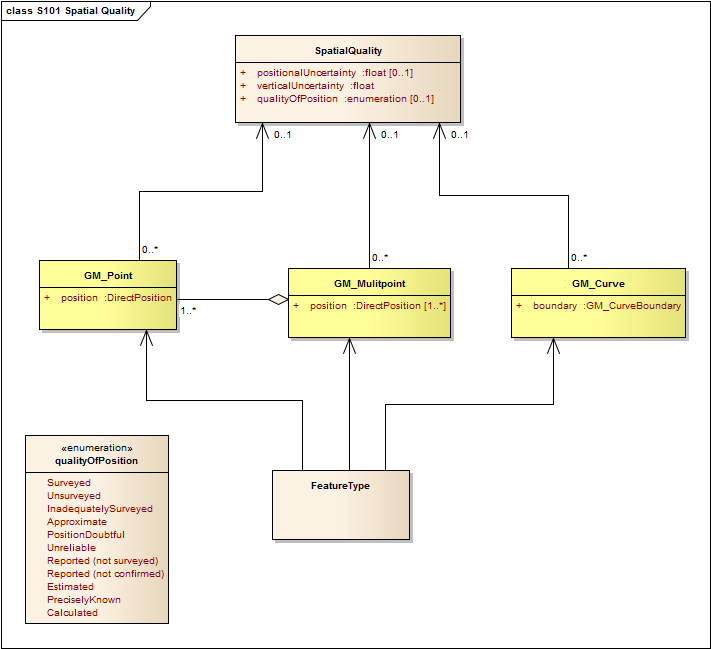 class S101 Spatial Quality
SpatialQuality
+ positionalUncertainty :float [0..1]
+ verticalUncertainty :float
+ qualityOfPosition :enumeration [0..1]
0..1
0..1
0..1
0..*
0..*
0..*
GM_Point
+ position :DirectPosition
1..*
GM_Mulitpoint
+ position :DirectPosition [1..*]
GM_Curve
+ boundary :GM_CurveBoundary
«enumeration»
qualityOfPosition
Surveyed
Unsurveyed
InadequatelySurveyed
Approximate
PositionDoubtful
Unreliable
Reported (not surveyed)
Reported (not confirmed)
Estimated
PreciselyKnown
Calculated
FeatureType